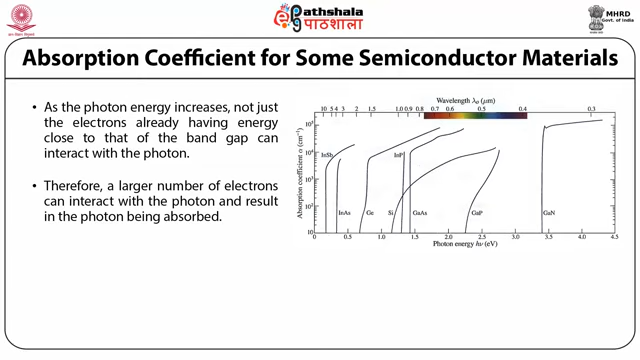 Pathshala
पाठशाला
MHRD
Govt. of India
Absorption Coefficient for Some Semiconductor Materials
• As the photon energy increases, not just
the electrons already having energy
close to that of the band gap can
interact with the photon.
• Therefore, a larger number of electrons
can interact with the photon and result
in the photon being absorbed.
Wavelength λ₀ (μm)
10 5 4 3 2 1.5 1.0 0.9 0.8 0.7 0.6 0.5 0.4 0.3
Absorption coefficient α (cm⁻¹)
10⁵
10⁴
10³
10²
10
InSb InP
InAs Ge Si GaAs GaP GaN
0 0.5 1.0 1.5 2.0 2.5 3.0 3.5 4.0 4.5
Photon energy hν (eV)